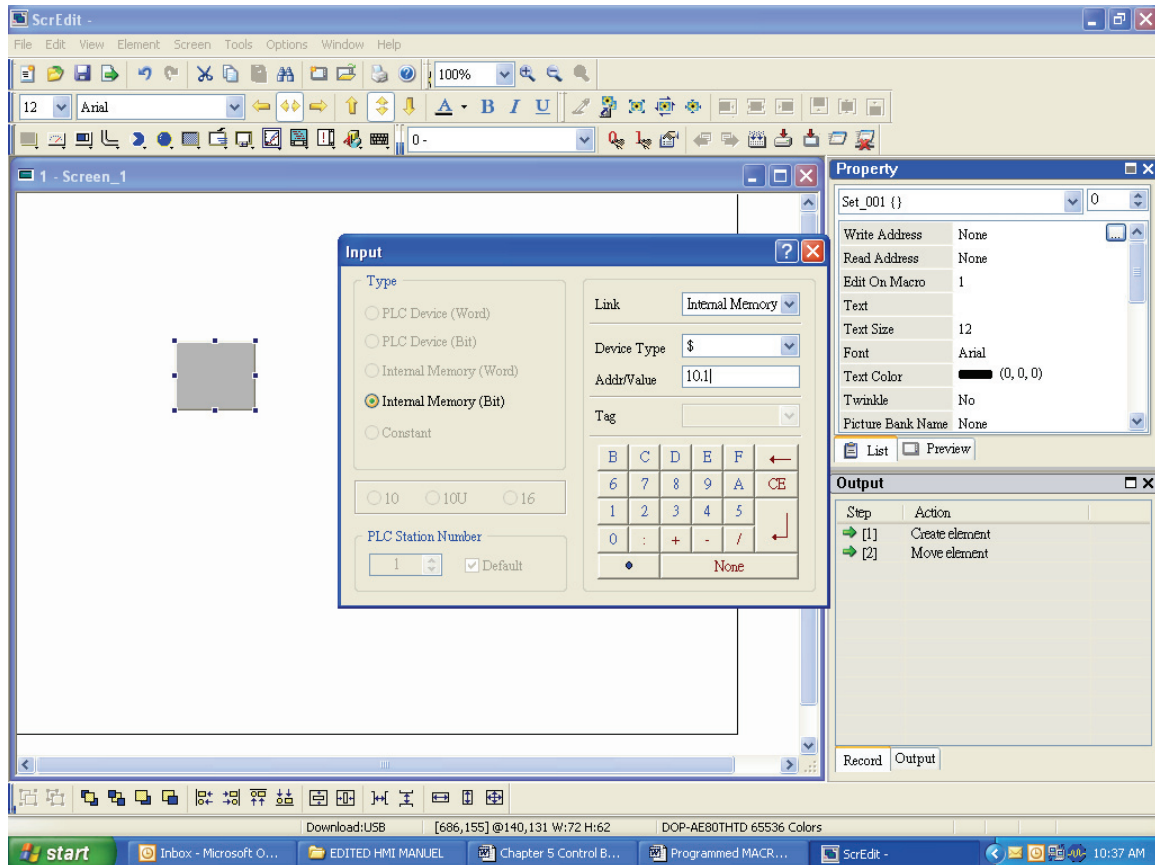 ScrEdit -
File Edit View Element Screen Tools Options Window Help
100%
12 Arial A B I U
0 -
1 - Screen_1
Input
Type
PLC Device (Word)
PLC Device (Bit)
Internal Memory (Word)
Internal Memory (Bit)
Constant
10 10U 16
PLC Station Number
1 Default
Link Internal Memory
Device Type $
Addr/Value 10.1
Tag
B C D E F
6 7 8 9 A CE
1 2 3 4 5
0 : + - /
None
Property
Set_001 {} 0
Write Address None ...
Read Address None
Edit On Macro 1
Text
Text Size 12
Font Arial
Text Color (0, 0, 0)
Twinkle No
Picture Bank Name None
List Preview
Output
Step Action
[1] Create element
[2] Move element
Record Output
Download:USB [686,155] @140,131 W:72 H:62 DOP-AE80THTD 65536 Colors
start Inbox - Microsoft O... EDITED HMI MANUEL Chapter 5 Control B... Programmed MACR... ScrEdit - 10:37 AM